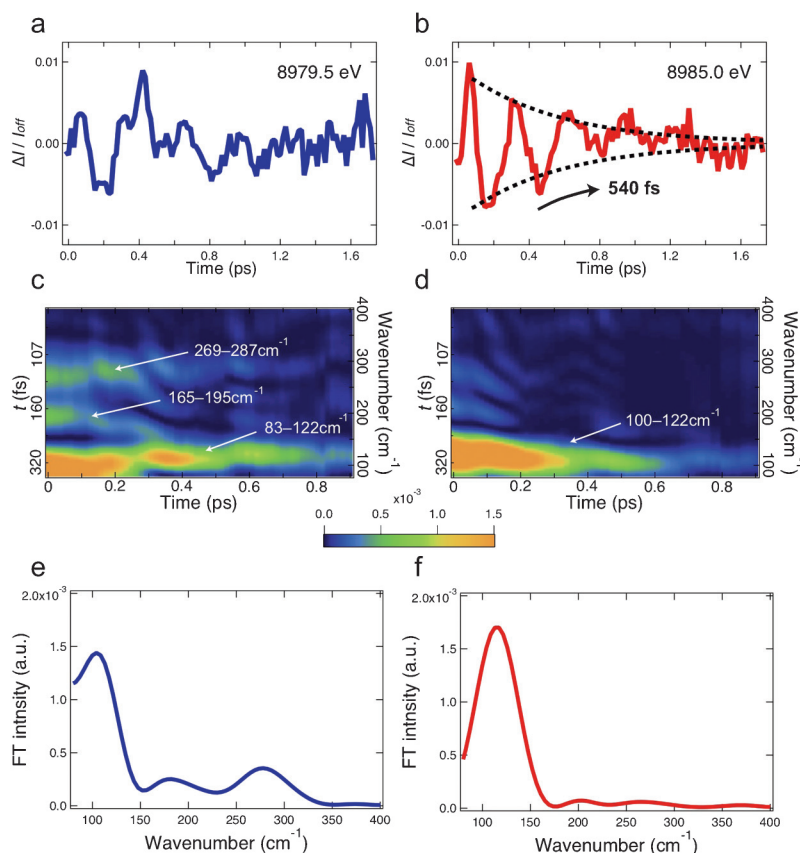 a
b
0.01
0.00
-0.01
ΔI / Ioff
8979.5 eV
0.0 0.4 0.8 1.2 1.6
Time (ps)
0.01
0.00
-0.01
ΔI / Ioff
8985.0 eV
540 fs
0.0 0.4 0.8 1.2 1.6
Time (ps)
c
d
107
160
320
t (fs)
269–287cm-1
165–195cm-1
83–122cm-1
400
300
200
100
Wavenumber (cm-1)
0 0.2 0.4 0.6 0.8
Time (ps)
107
160
320
t (fs)
100–122cm-1
400
300
200
100
Wavenumber (cm-1)
0 0.2 0.4 0.6 0.8
Time (ps)
x10-3
0.0 0.5 1.0 1.5
e
f
2.0x10-3
1.5
1.0
0.5
0.0
FT intnsity (a.u.)
100 150 200 250 300 350 400
Wavenumber (cm-1)
2.0x10-3
1.5
1.0
0.5
0.0
FT intnsity (a.u.)
100 150 200 250 300 350 400
Wavenumber (cm-1)